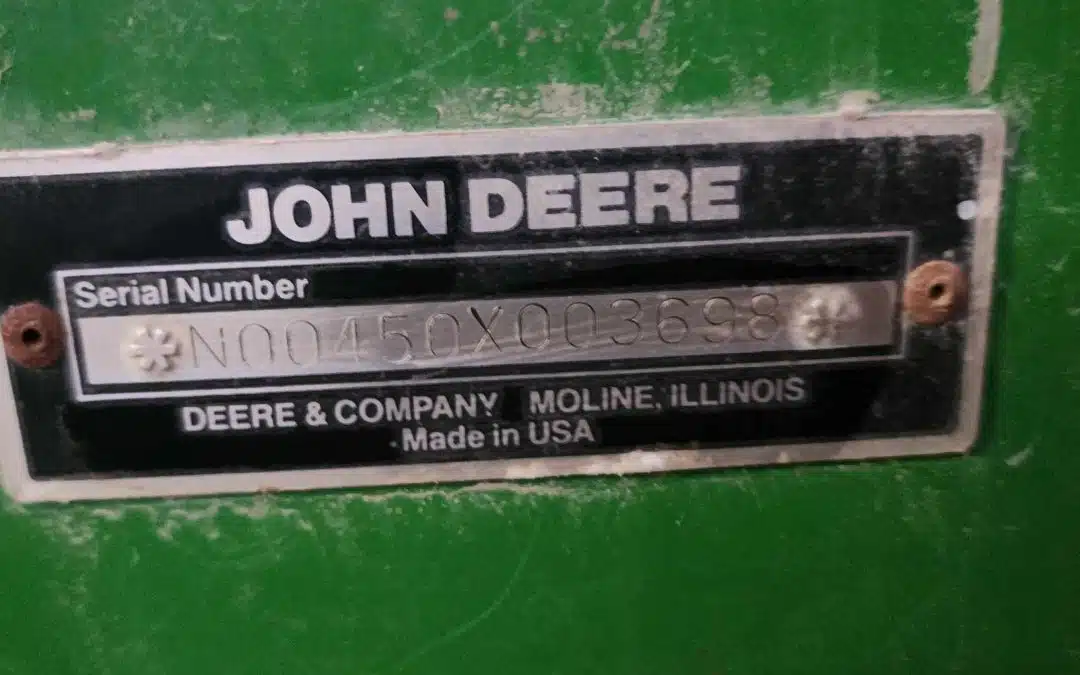 JOHN DEERE
Serial Number
*N00450X003698*
DEERE & COMPANY MOLINE, ILLINOIS
Made in USA